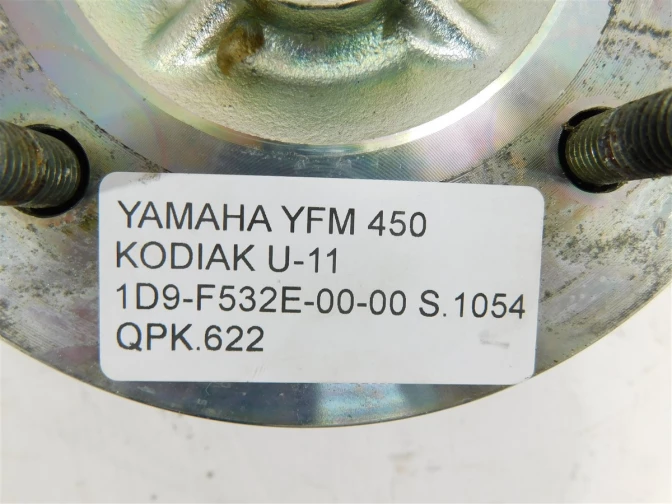 YAMAHA YFM 450
KODIAK U-11
1D9-F532E-00-00 S.1054
QPK.622